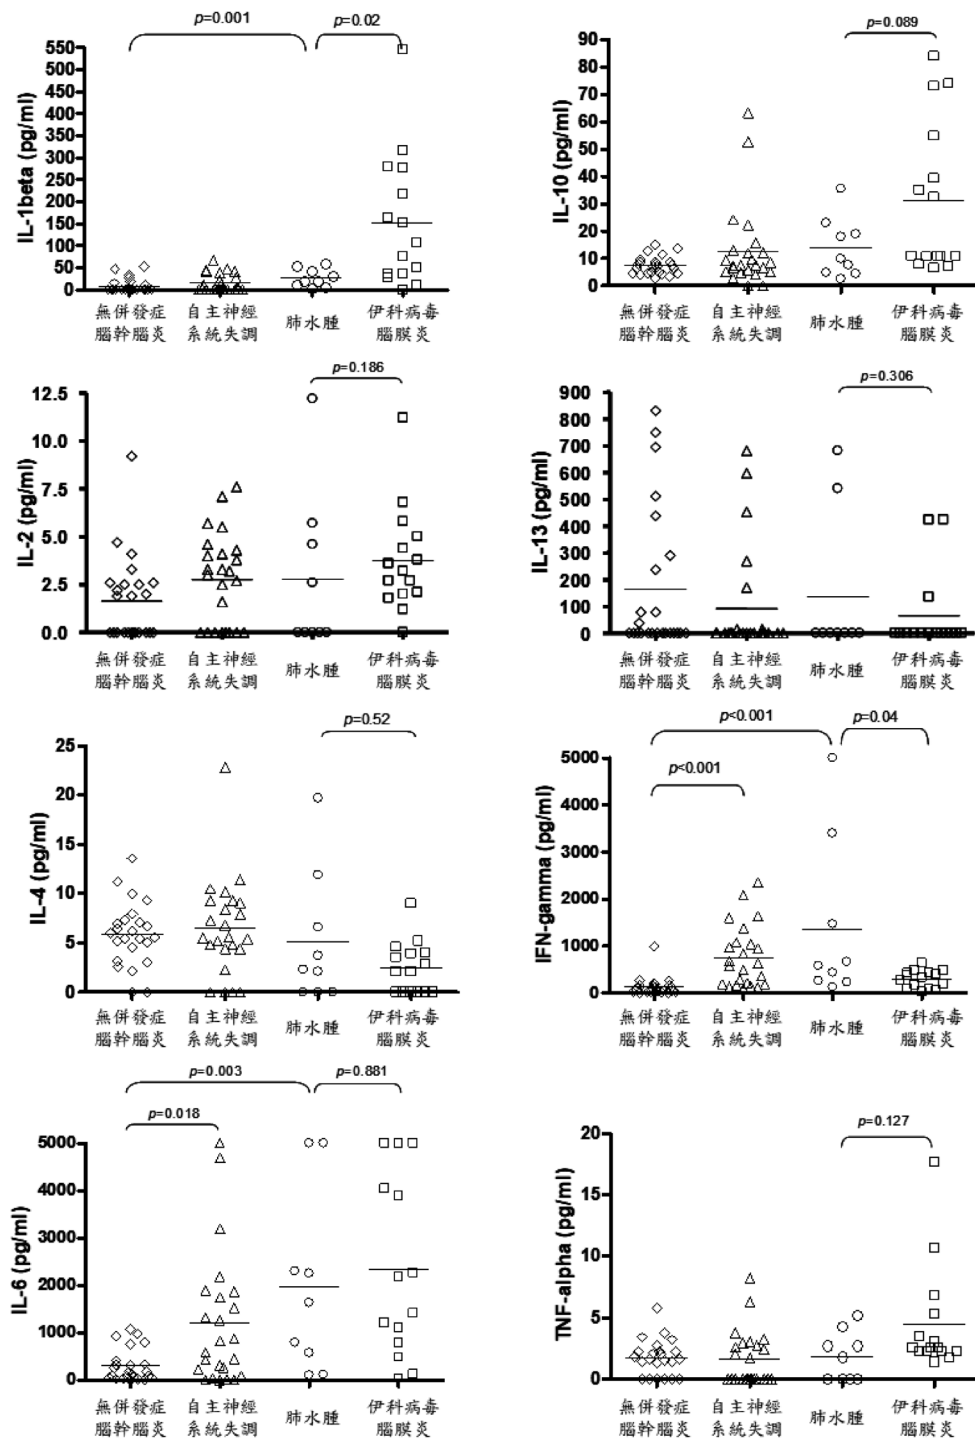 p=0.001
p=0.02
550
500
450
400
350
300
250
200
150
100
50
0
IL-1beta (pg/ml)
無併發症
腦幹腦炎
自主神經
系統失調
肺水腫
伊科病毒
腦膜炎
p=0.089
90
80
70
60
50
40
30
20
10
0
IL-10 (pg/ml)
無併發症
腦幹腦炎
自主神經
系統失調
肺水腫
伊科病毒
腦膜炎
p=0.186
12.5
10.0
7.5
5.0
2.5
0.0
IL-2 (pg/ml)
無併發症
腦幹腦炎
自主神經
系統失調
肺水腫
伊科病毒
腦膜炎
p=0.306
900
800
700
600
500
400
300
200
100
0
IL-13 (pg/ml)
無併發症
腦幹腦炎
自主神經
系統失調
肺水腫
伊科病毒
腦膜炎
p=0.52
25
20
15
10
5
0
IL-4 (pg/ml)
無併發症
腦幹腦炎
自主神經
系統失調
肺水腫
伊科病毒
腦膜炎
p<0.001
p=0.04
p<0.001
5000
4000
3000
2000
1000
0
IFN-gamma (pg/ml)
無併發症
腦幹腦炎
自主神經
系統失調
肺水腫
伊科病毒
腦膜炎
p=0.003
p=0.881
p=0.018
5000
4000
3000
2000
1000
0
IL-6 (pg/ml)
無併發症
腦幹腦炎
自主神經
系統失調
肺水腫
伊科病毒
腦膜炎
p=0.127
20
15
10
5
0
TNF-alpha (pg/ml)
無併發症
腦幹腦炎
自主神經
系統失調
肺水腫
伊科病毒
腦膜炎